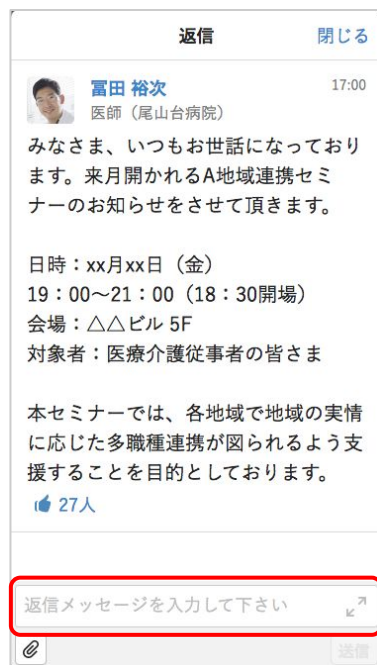 返信 閉じる
冨田 裕次 17:00
医師（尾山台病院）
みなさま、いつもお世話になっており
ます。来月開かれるA地域連携セミ
ナーのお知らせをさせて頂きます。
日時：xx月xx日（金）
19：00〜21：00（18：30開場）
会場：△△ビル 5F
対象者：医療介護従事者の皆さま
本セミナーでは、各地域で地域の実情
に応じた多職種連携が図られるよう支
援することを目的としております。
27人
返信メッセージを入力して下さい
送信